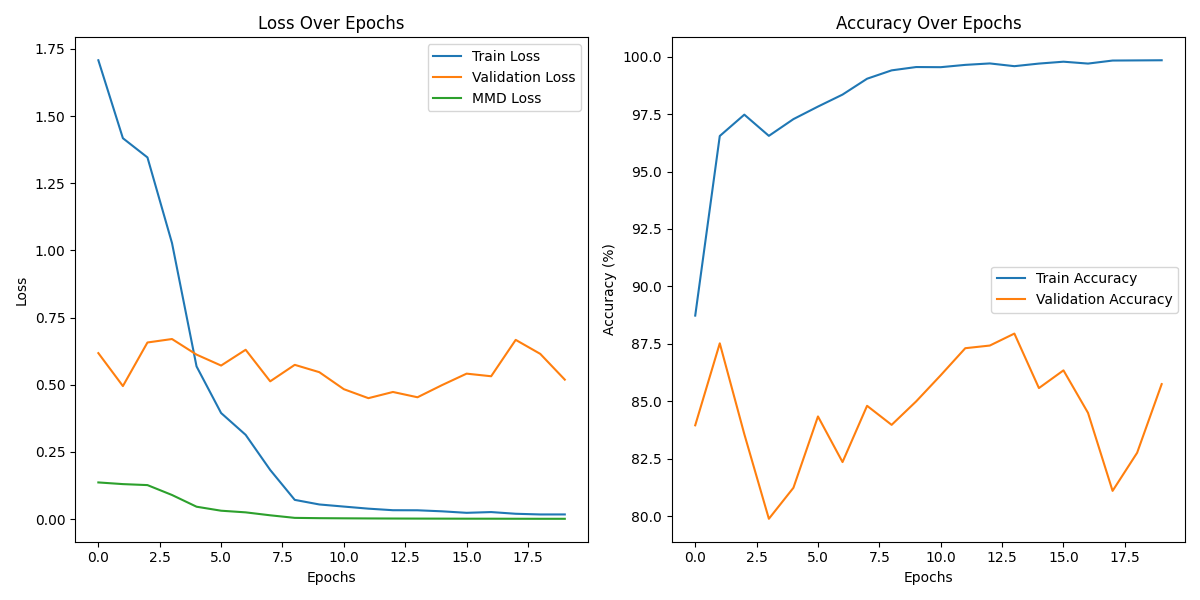 Loss Over Epochs
1.75
1.50
1.25
1.00
0.75
0.50
0.25
0.00
Loss
Train Loss
Validation Loss
MMD Loss
0.0 2.5 5.0 7.5 10.0 12.5 15.0 17.5
Epochs
Accuracy Over Epochs
100.0
97.5
95.0
92.5
90.0
87.5
85.0
82.5
80.0
Accuracy (%)
Train Accuracy
Validation Accuracy
0.0 2.5 5.0 7.5 10.0 12.5 15.0 17.5
Epochs